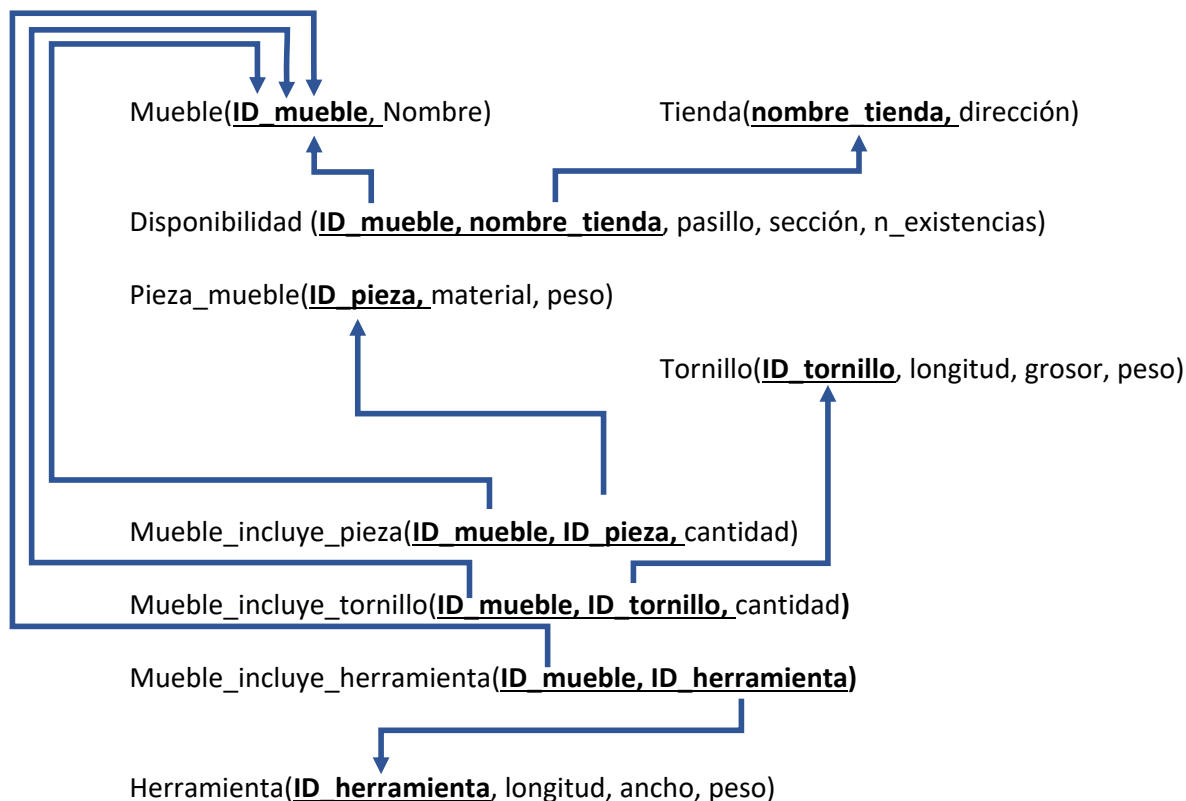 Mueble(ID_mueble, Nombre) Tienda(nombre_tienda, dirección)
Disponibilidad (ID_mueble, nombre_tienda, pasillo, sección, n_existencias)
Pieza_mueble(ID_pieza, material, peso)
Tornillo(ID_tornillo, longitud, grosor, peso)
Mueble_incluye_pieza(ID_mueble, ID_pieza, cantidad)
Mueble_incluye_tornillo(ID_mueble, ID_tornillo, cantidad)
Mueble_incluye_herramienta(ID_mueble, ID_herramienta)
Herramienta(ID_herramienta, longitud, ancho, peso)